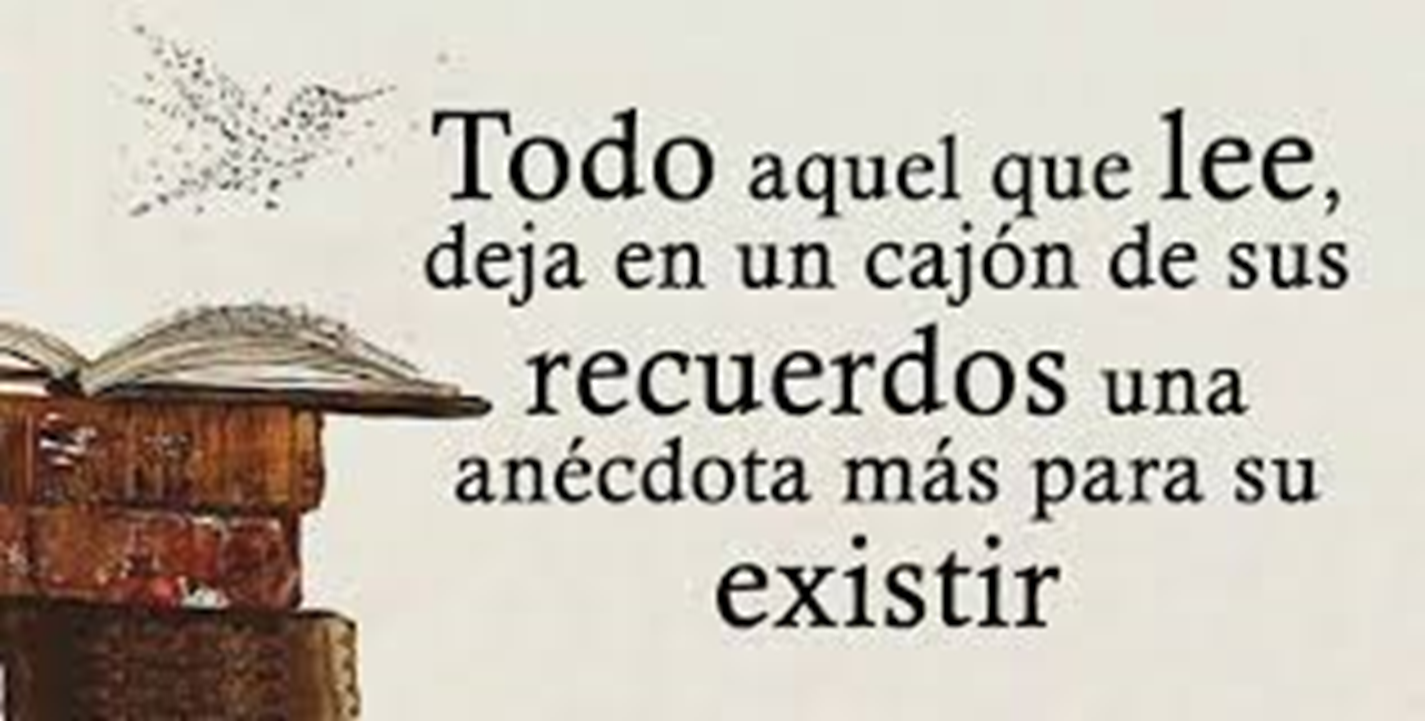 Todo aquel que lee,
deja en un cajón de sus
recuerdos una
anécdota más para su
existir